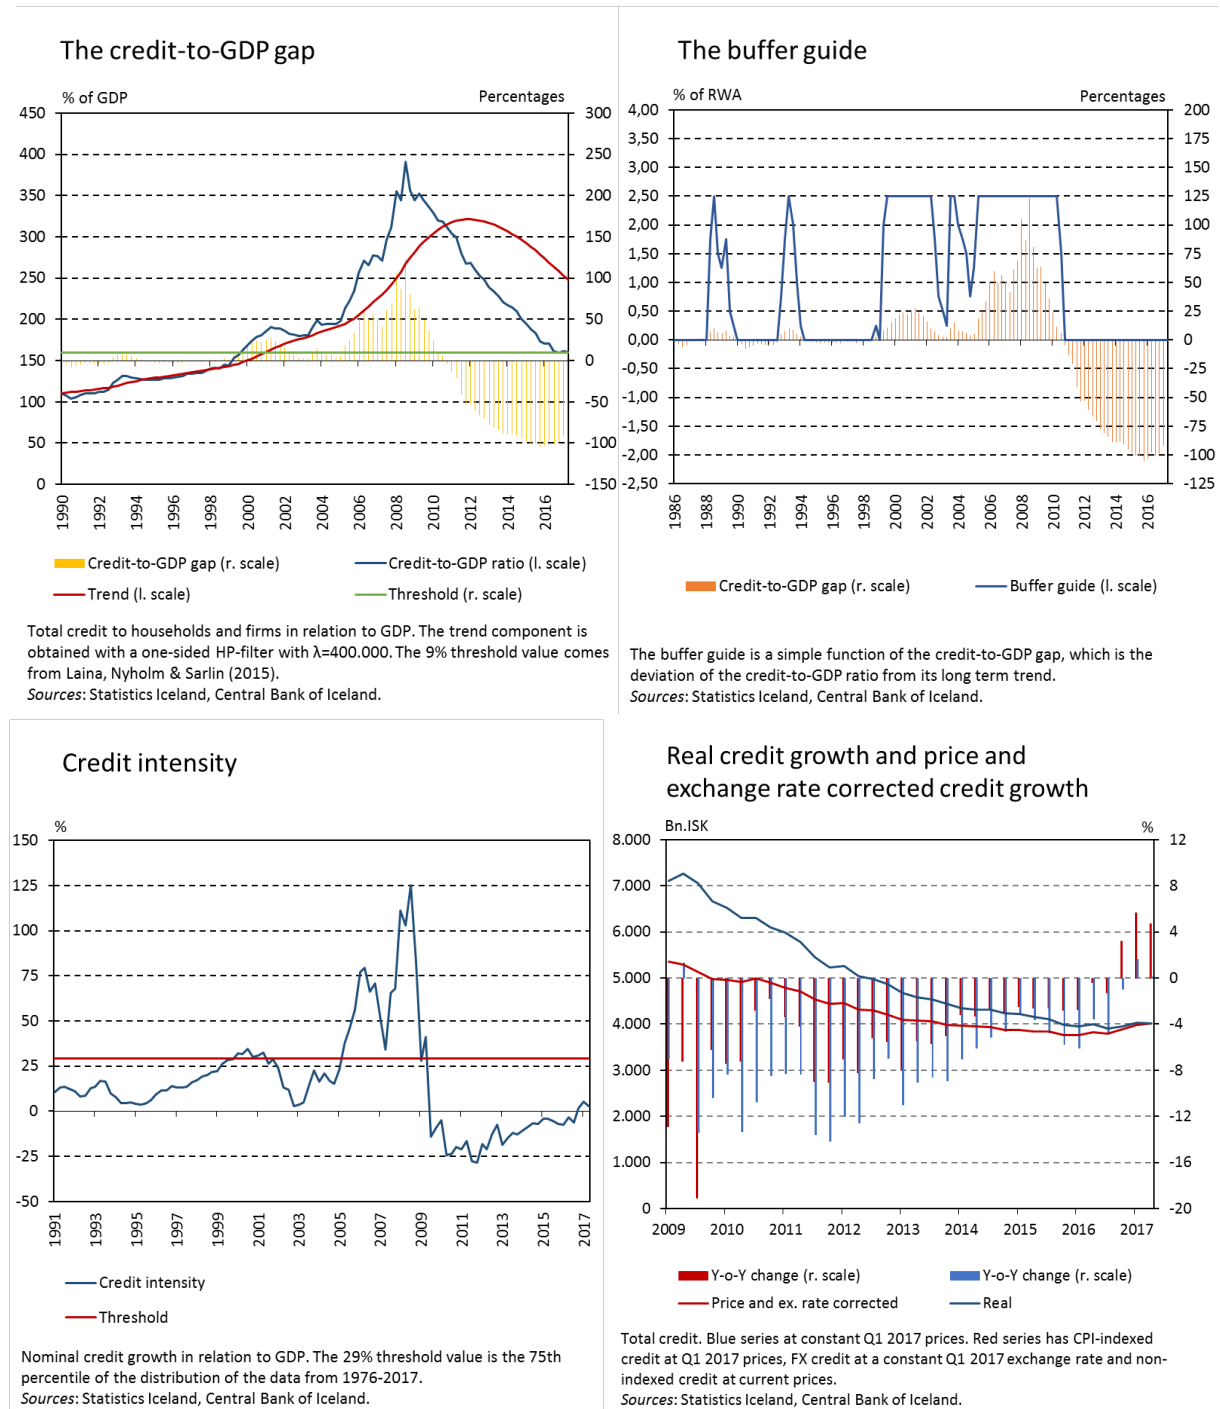 The credit-to-GDP gap
% of GDP Percentages
450 300
400 250
350 200
300 150
250 100
200 50
150 0
100 -50
50 -100
0 -150
1990 1992 1994 1996 1998 2000 2002 2004 2006 2008 2010 2012 2014 2016
Credit-to-GDP gap (r. scale) Credit-to-GDP ratio (l. scale)
Trend (l. scale) Threshold (r. scale)
Total credit to households and firms in relation to GDP. The trend component is
obtained with a one-sided HP-filter with λ=400.000. The 9% threshold value comes
from Laina, Nyholm & Sarlin (2015).
Sources: Statistics Iceland, Central Bank of Iceland.
The buffer guide
% of RWA Percentages
4,00 200
3,50 175
3,00 150
2,50 125
2,00 100
1,50 75
1,00 50
0,50 25
0,00 0
-0,50 -25
-1,00 -50
-1,50 -75
-2,00 -100
-2,50 -125
1986 1988 1990 1992 1994 1996 1998 2000 2002 2004 2006 2008 2010 2012 2014 2016
Credit-to-GDP gap (r. scale) Buffer guide (l. scale)
The buffer guide is a simple function of the credit-to-GDP gap, which is the
deviation of the credit-to-GDP ratio from its long term trend.
Sources: Statistics Iceland, Central Bank of Iceland.
Credit intensity
%
150
125
100
75
50
25
0
-25
-50
1991 1993 1995 1997 1999 2001 2003 2005 2007 2009 2011 2013 2015 2017
Credit intensity
Threshold
Nominal credit growth in relation to GDP. The 29% threshold value is the 75th
percentile of the distribution of the data from 1976-2017.
Sources: Statistics Iceland, Central Bank of Iceland.
Real credit growth and price and
exchange rate corrected credit growth
Bn.ISK %
8.000 12
7.000 8
6.000 4
5.000 0
4.000 -4
3.000 -8
2.000 -12
1.000 -16
0 -20
2009 2010 2011 2012 2013 2014 2015 2016 2017
Y-o-Y change (r. scale) Y-o-Y change (r. scale)
Price and ex. rate corrected Real
Total credit. Blue series at constant Q1 2017 prices. Red series has CPI-indexed
credit at Q1 2017 prices, FX credit at a constant Q1 2017 exchange rate and non-
indexed credit at current prices.
Sources: Statistics Iceland, Central Bank of Iceland.